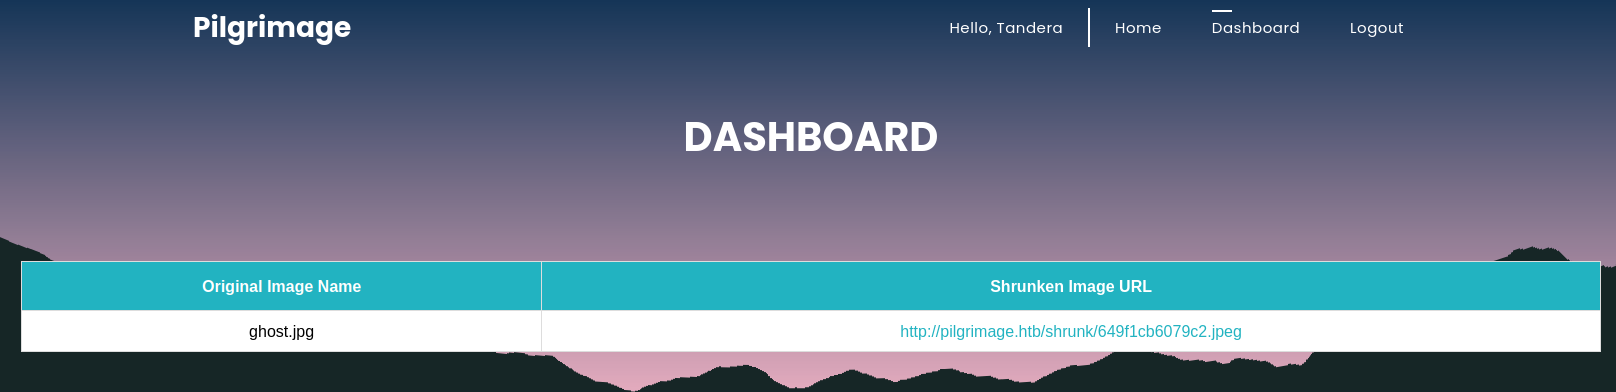 Pilgrimage
Hello, Tandera
Home
Dashboard
Logout
DASHBOARD
Original Image Name
Shrunken Image URL
ghost.jpg
http://pilgrimage.htb/shrunk/649f1cb6079c2.jpeg